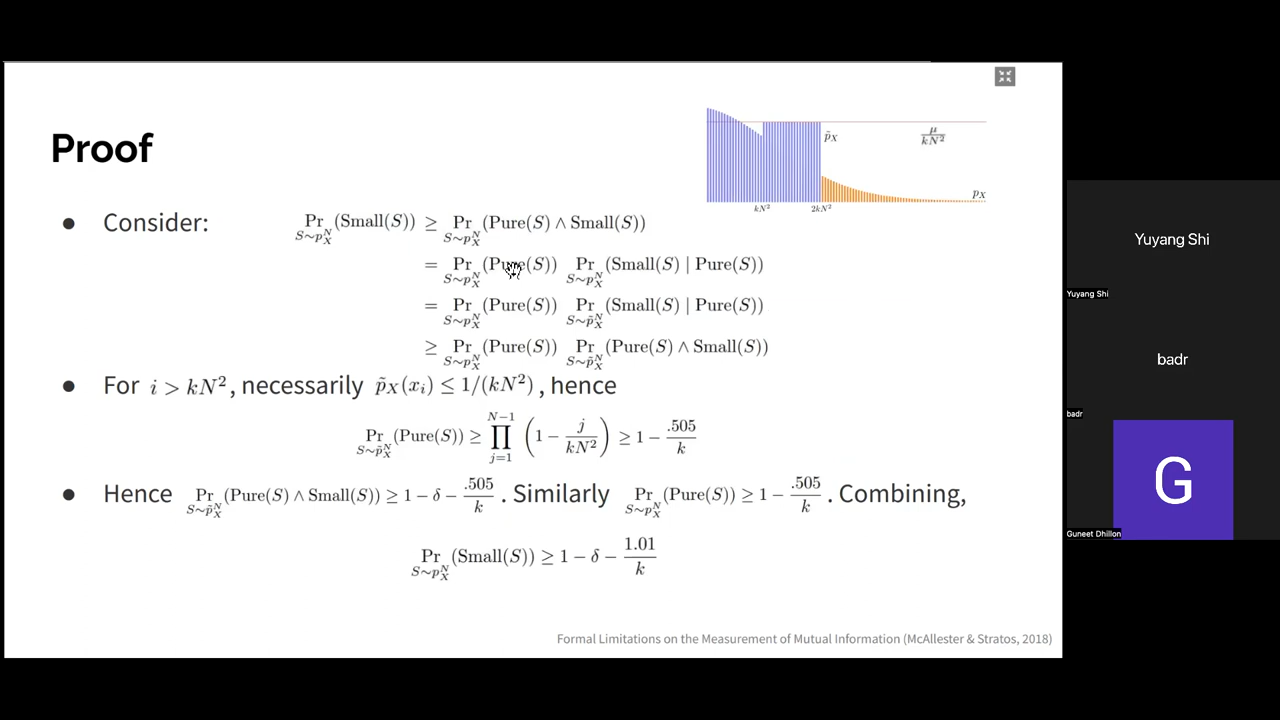 Proof
p̃_X
μ/(kN²)
p_X
kN²
2kN²
● Consider: Pr_{S∼p_X^N}(Small(S)) ≥ Pr_{S∼p_X^N}(Pure(S) ∧ Small(S))
= Pr_{S∼p_X^N}(Pure(S)) Pr_{S∼p_X^N}(Small(S) | Pure(S))
= Pr_{S∼p_X^N}(Pure(S)) Pr_{S∼p̃_X^N}(Small(S) | Pure(S))
≥ Pr_{S∼p_X^N}(Pure(S)) Pr_{S∼p̃_X^N}(Pure(S) ∧ Small(S))
● For i > kN², necessarily p̃_X(x_i) ≤ 1/(kN²), hence
Pr_{S∼p̃_X^N}(Pure(S)) ≥ ∏_{j=1}^{N−1} (1 − j/(kN²)) ≥ 1 − .505/k
● Hence Pr_{S∼p̃_X^N}(Pure(S) ∧ Small(S)) ≥ 1 − δ − .505/k. Similarly Pr_{S∼p_X^N}(Pure(S)) ≥ 1 − .505/k. Combining,
Pr_{S∼p_X^N}(Small(S)) ≥ 1 − δ − 1.01/k
Formal Limitations on the Measurement of Mutual Information (McAllester & Stratos, 2018)
Yuyang Shi
Yuyang Shi
badr
badr
G
Guneet Dhillon